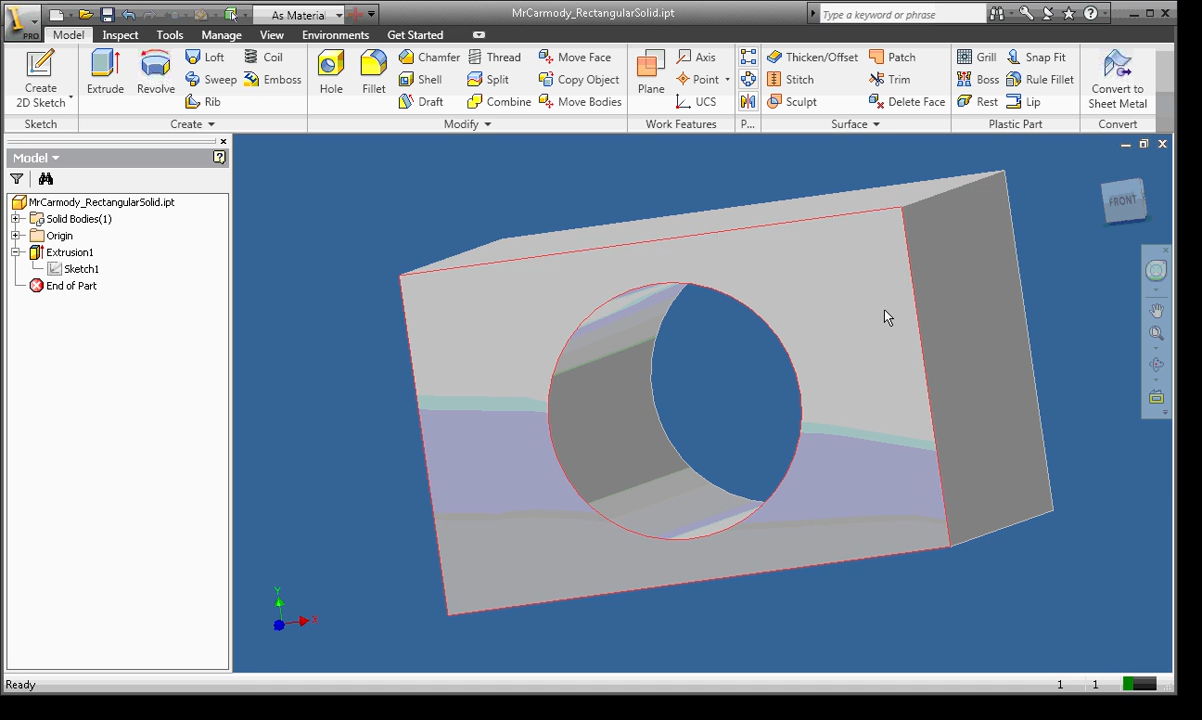 MrCarmody_RectangularSolid.ipt
As Material
Type a keyword or phrase
PRO
Model Inspect Tools Manage View Environments Get Started
Create
2D Sketch
Sketch
Extrude Revolve Loft Sweep Rib Coil Emboss
Create
Hole Fillet Chamfer Shell Draft Thread Split Combine Move Face Copy Object Move Bodies
Modify
Plane Axis Point UCS
Work Features
P...
Thicken/Offset Stitch Sculpt Patch Trim Delete Face
Surface
Grill Boss Rest Snap Fit Rule Fillet Lip
Plastic Part
Convert to
Sheet Metal
Convert
Model
MrCarmody_RectangularSolid.ipt
Solid Bodies(1)
Origin
Extrusion1
Sketch1
End of Part
FRONT
Y
X
Ready
1 1